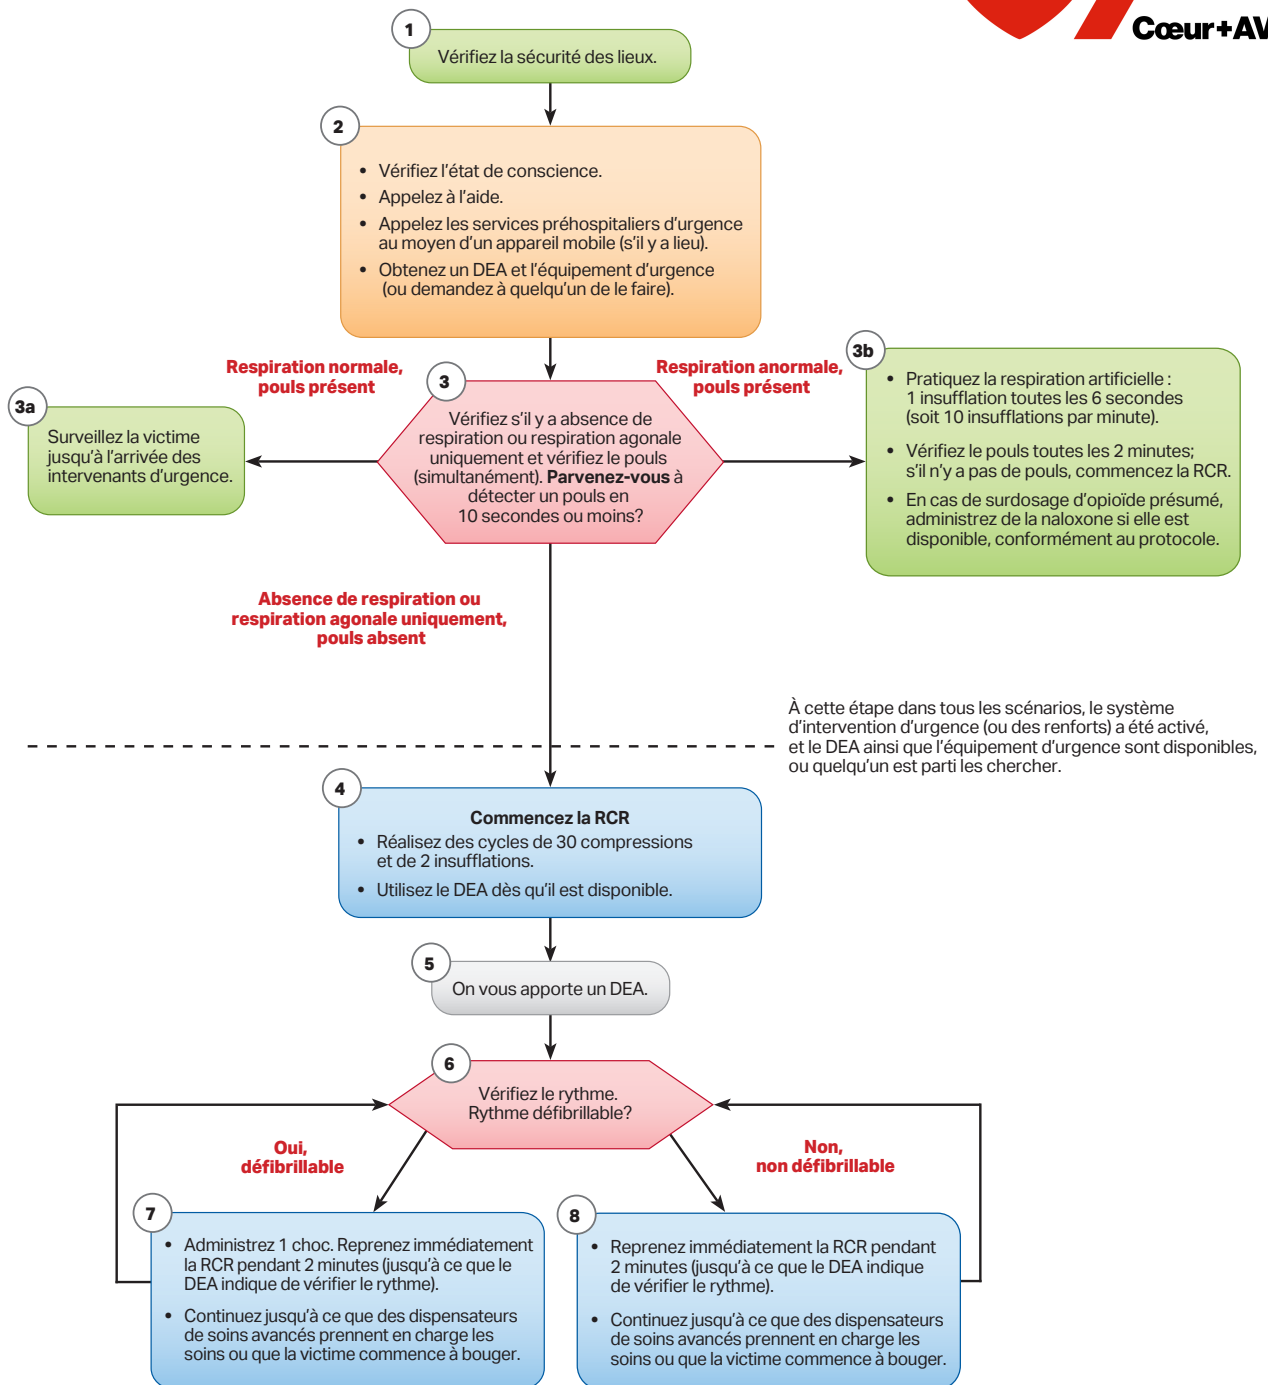 Cœur+AV
1
Vérifiez la sécurité des lieux.
2
• Vérifiez l'état de conscience.
• Appelez à l'aide.
• Appelez les services préhospitaliers d'urgence
au moyen d'un appareil mobile (s'il y a lieu).
• Obtenez un DEA et l'équipement d'urgence
(ou demandez à quelqu'un de le faire).
Respiration normale,
pouls présent
3
Respiration anormale,
pouls présent
3a
Surveillez la victime
jusqu'à l'arrivée des
intervenants d'urgence.
Vérifiez s'il y a absence de
respiration ou respiration agonale
uniquement et vérifiez le pouls
(simultanément). Parvenez-vous à
détecter un pouls en
10 secondes ou moins?
3b
• Pratiquez la respiration artificielle :
1 insufflation toutes les 6 secondes
(soit 10 insufflations par minute).
• Vérifiez le pouls toutes les 2 minutes;
s'il n'y a pas de pouls, commencez la RCR.
• En cas de surdosage d'opioïde présumé,
administrez de la naloxone si elle est
disponible, conformément au protocole.
Absence de respiration ou
respiration agonale uniquement,
pouls absent
À cette étape dans tous les scénarios, le système
d'intervention d'urgence (ou des renforts) a été activé,
et le DEA ainsi que l'équipement d'urgence sont disponibles,
ou quelqu'un est parti les chercher.
4
Commencez la RCR
• Réalisez des cycles de 30 compressions
et de 2 insufflations.
• Utilisez le DEA dès qu'il est disponible.
5
On vous apporte un DEA.
6
Vérifiez le rythme.
Rythme défibrillable?
Oui,
défibrillable
Non,
non défibrillable
7
• Administrez 1 choc. Reprenez immédiatement
la RCR pendant 2 minutes (jusqu'à ce que le
DEA indique de vérifier le rythme).
• Continuez jusqu'à ce que des dispensateurs
de soins avancés prennent en charge les
soins ou que la victime commence à bouger.
8
• Reprenez immédiatement la RCR pendant
2 minutes (jusqu'à ce que le DEA indique
de vérifier le rythme).
• Continuez jusqu'à ce que des dispensateurs
de soins avancés prennent en charge les
soins ou que la victime commence à bouger.